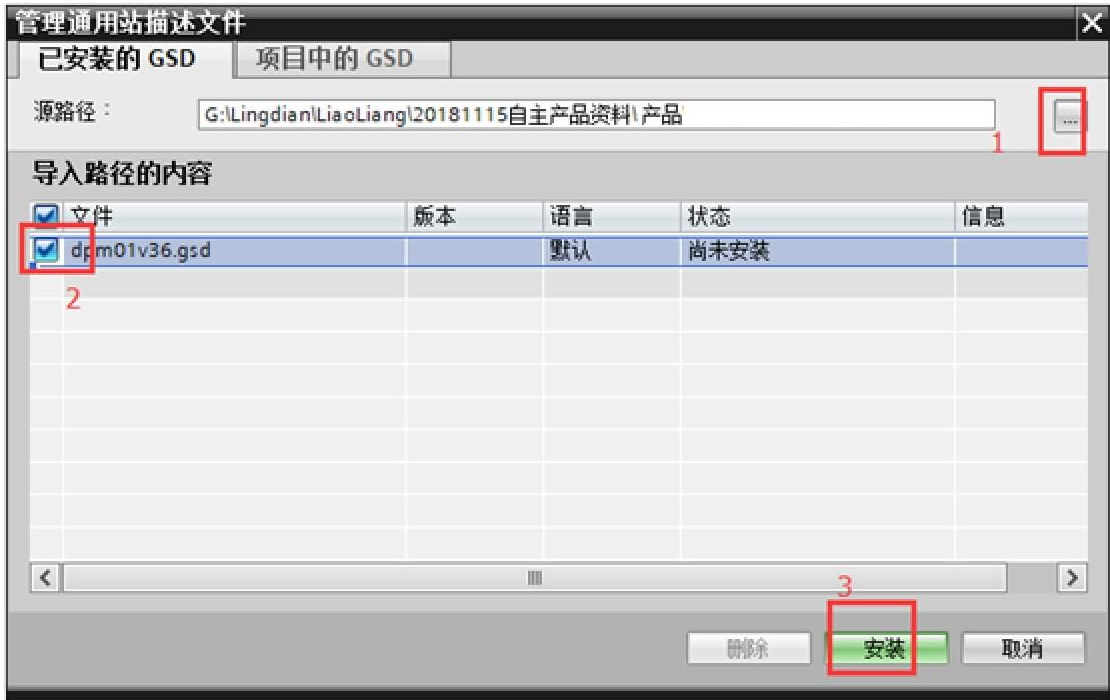 管理通用站描述文件
已安装的 GSD 项目中的 GSD
源路径： G:\Lingdian\LiaoLiang\20181115自主产品资料\产品 ...
1
导入路径的内容
文件 版本 语言 状态 信息
dpm01v36.gsd 默认 尚未安装
2
3
删除 安装 取消